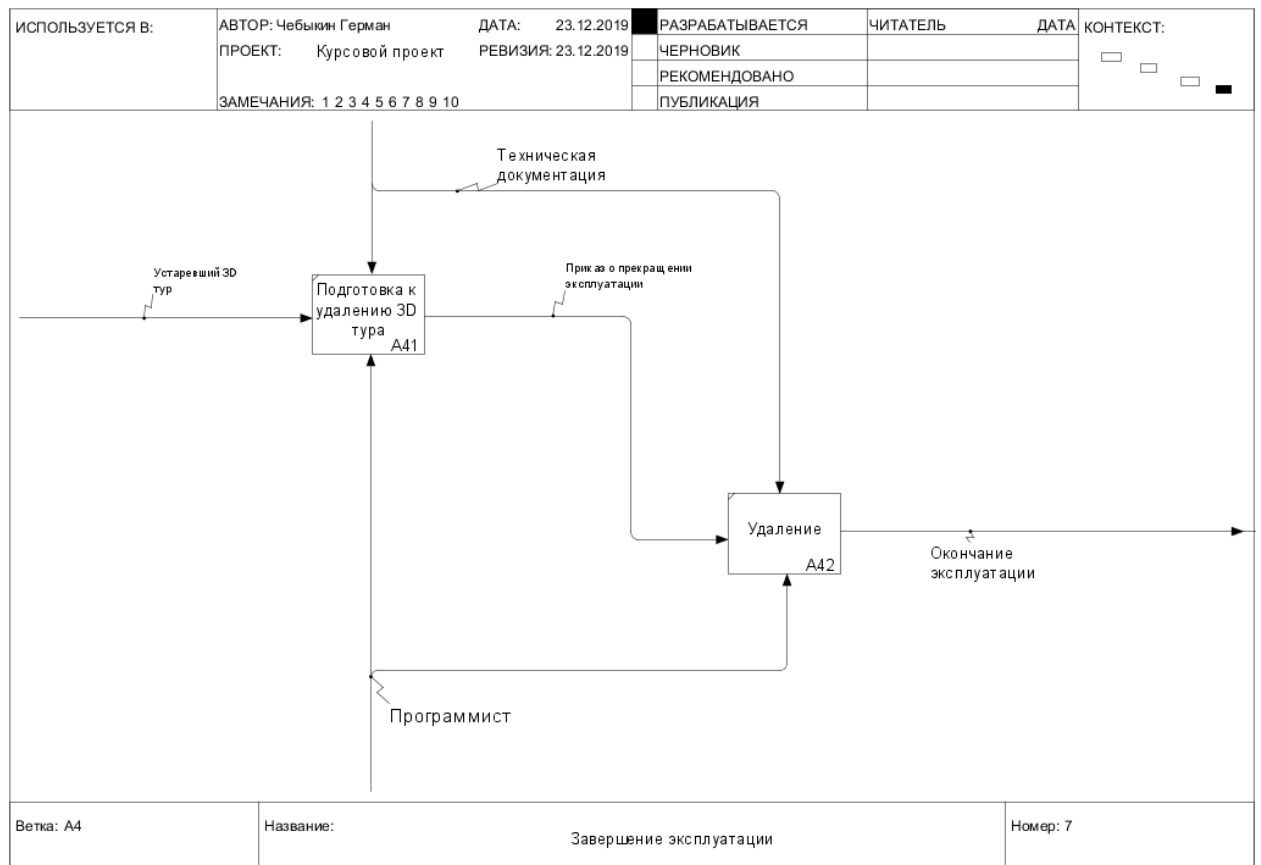 ИСПОЛЬЗУЕТСЯ В:
АВТОР: Чебыкин Герман
ДАТА: 23.12.2019
РАЗРАБАТЫВАЕТСЯ
ЧИТАТЕЛЬ
ДАТА
КОНТЕКСТ:
ПРОЕКТ: Курсовой проект
РЕВИЗИЯ: 23.12.2019
ЧЕРНОВИК
РЕКОМЕНДОВАНО
ЗАМЕЧАНИЯ: 1 2 3 4 5 6 7 8 9 10
ПУБЛИКАЦИЯ
Техническая
документация
Устаревший 3D
тур
Приказ о прекращении
эксплуатации
Подготовка к
удалению 3D
тура
A41
Удаление
A42
Окончание
эксплуатации
Программист
Ветка: A4
Название:
Завершение эксплуатации
Номер: 7